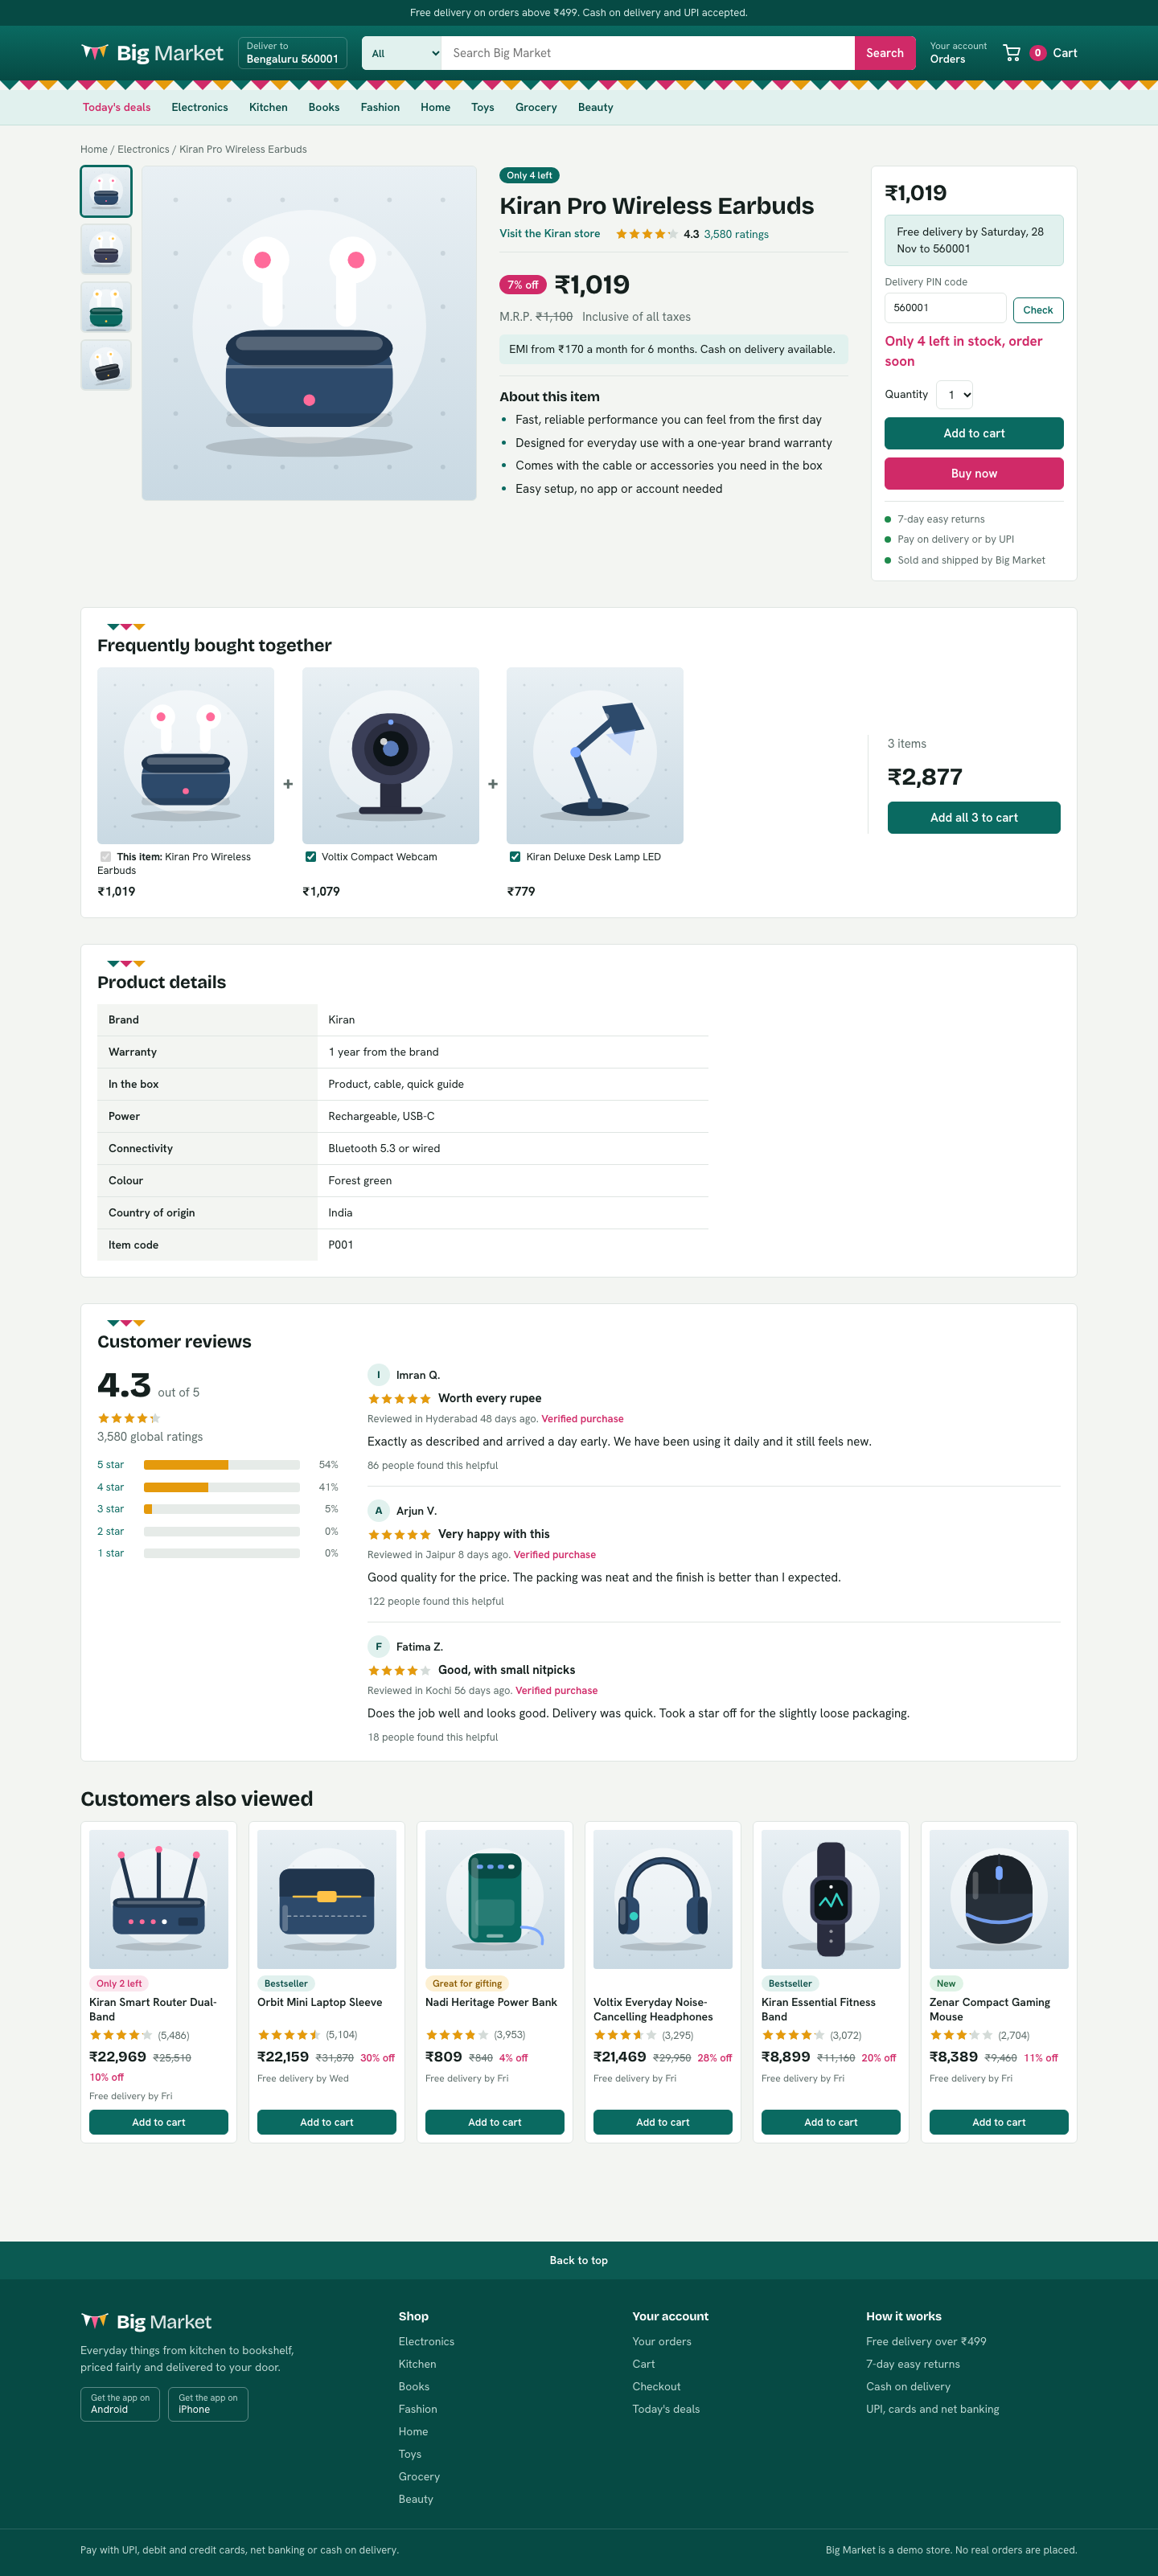 Free delivery on orders above ₹499. Cash on delivery and UPI accepted.
Big Market
Deliver to
Bengaluru 560001
All
Search Big Market
Search
Your account
Orders
0 Cart
Today's deals
Electronics
Kitchen
Books
Fashion
Home
Toys
Grocery
Beauty
Home / Electronics / Kiran Pro Wireless Earbuds
Only 4 left
Kiran Pro Wireless Earbuds
Visit the Kiran store
4.3 3,580 ratings
7% off ₹1,019
M.R.P. ₹1,100 Inclusive of all taxes
EMI from ₹170 a month for 6 months. Cash on delivery available.
About this item
Fast, reliable performance you can feel from the first day
Designed for everyday use with a one-year brand warranty
Comes with the cable or accessories you need in the box
Easy setup, no app or account needed
₹1,019
Free delivery by Saturday, 28
Nov to 560001
Delivery PIN code
560001
Check
Only 4 left in stock, order
soon
Quantity 1
Add to cart
Buy now
7-day easy returns
Pay on delivery or by UPI
Sold and shipped by Big Market
Frequently bought together
+
+
This item: Kiran Pro Wireless
Earbuds
₹1,019
Voltix Compact Webcam
₹1,079
Kiran Deluxe Desk Lamp LED
₹779
3 items
₹2,877
Add all 3 to cart
Product details
Brand Kiran
Warranty 1 year from the brand
In the box Product, cable, quick guide
Power Rechargeable, USB-C
Connectivity Bluetooth 5.3 or wired
Colour Forest green
Country of origin India
Item code P001
Customer reviews
4.3 out of 5
3,580 global ratings
5 star 54%
4 star 41%
3 star 5%
2 star 0%
1 star 0%
I Imran Q.
Worth every rupee
Reviewed in Hyderabad 48 days ago. Verified purchase
Exactly as described and arrived a day early. We have been using it daily and it still feels new.
86 people found this helpful
A Arjun V.
Very happy with this
Reviewed in Jaipur 8 days ago. Verified purchase
Good quality for the price. The packing was neat and the finish is better than I expected.
122 people found this helpful
F Fatima Z.
Good, with small nitpicks
Reviewed in Kochi 56 days ago. Verified purchase
Does the job well and looks good. Delivery was quick. Took a star off for the slightly loose packaging.
18 people found this helpful
Customers also viewed
Only 2 left
Kiran Smart Router Dual-
Band
(5,486)
₹22,969 ₹25,510
10% off
Free delivery by Fri
Add to cart
Bestseller
Orbit Mini Laptop Sleeve
(5,104)
₹22,159 ₹31,870 30% off
Free delivery by Wed
Add to cart
Great for gifting
Nadi Heritage Power Bank
(3,953)
₹809 ₹840 4% off
Free delivery by Fri
Add to cart
Voltix Everyday Noise-
Cancelling Headphones
(3,295)
₹21,469 ₹29,950 28% off
Free delivery by Fri
Add to cart
Bestseller
Kiran Essential Fitness
Band
(3,072)
₹8,899 ₹11,160 20% off
Free delivery by Fri
Add to cart
New
Zenar Compact Gaming
Mouse
(2,704)
₹8,389 ₹9,460 11% off
Free delivery by Fri
Add to cart
Back to top
Big Market
Everyday things from kitchen to bookshelf,
priced fairly and delivered to your door.
Get the app on
Android
Get the app on
iPhone
Shop
Electronics
Kitchen
Books
Fashion
Home
Toys
Grocery
Beauty
Your account
Your orders
Cart
Checkout
Today's deals
How it works
Free delivery over ₹499
7-day easy returns
Cash on delivery
UPI, cards and net banking
Pay with UPI, debit and credit cards, net banking or cash on delivery.
Big Market is a demo store. No real orders are placed.